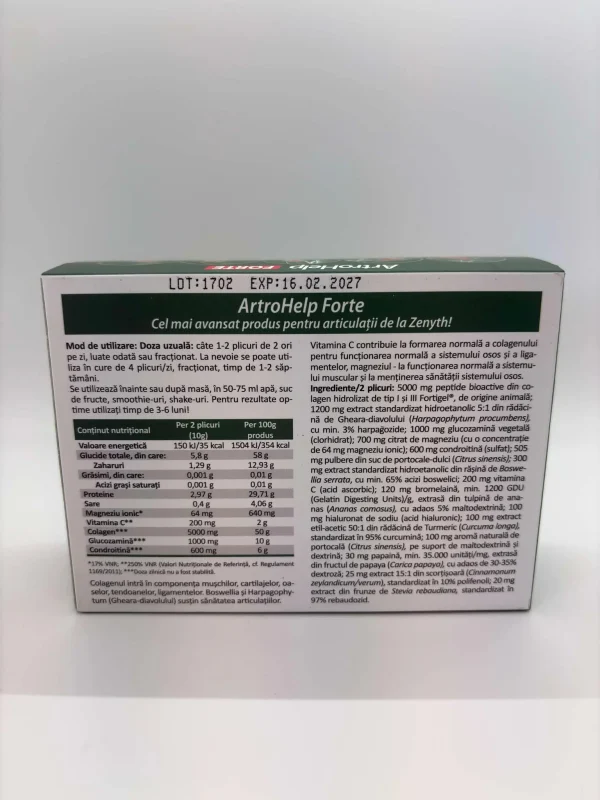 ArtroHelp FORTE
LOT:1702 EXP:16.02.2027
ArtroHelp Forte
Cel mai avansat produs pentru articulații de la Zenyth!
Mod de utilizare: Doza uzuală: câte 1-2 plicuri de 2 ori
pe zi, luate odată sau fracționat. La nevoie se poate uti-
liza în cure de 4 plicuri/zi, fracționat, timp de 1-2 săp-
tămâni.
Se utilizează înainte sau după masă, în 50-75 ml apă, suc
de fructe, smoothie-uri, shake-uri. Pentru rezultate op-
time utilizați timp de 3-6 luni!
Conținut nutrițional Per 2 plicuri (10g) Per 100g produs
Valoare energetică 150 kJ/35 kcal 1504 kJ/354 kcal
Glucide totale, din care: 5,8 g 58 g
Zaharuri 1,29 g 12,93 g
Grăsimi, din care: 0,001 g 0,01 g
Acizi grași saturați 0,001 g 0,01 g
Proteine 2,97 g 29,71 g
Sare 0,4 g 4,06 g
Magneziu ionic* 64 mg 640 mg
Vitamina C** 200 mg 2 g
Colagen*** 5000 mg 50 g
Glucozamină*** 1000 mg 10 g
Condroitină*** 600 mg 6 g
*17% VNR, **250% VNR (Valori Nutriționale de Referință, cf. Regulament
1169/2011); ***Doza zilnică nu a fost stabilită.
Colagenul intră în componența mușchilor, cartilajelor, oa-
selor, tendoanelor, ligamentelor. Boswellia și Harpagophy-
tum (Gheara-diavolului) susțin sănătatea articulațiilor.
Vitamina C contribuie la formarea normală a colagenului
pentru funcționarea normală a sistemului osos și a liga-
mentelor, magneziul - la funcționarea normală a sistemu-
lui muscular și la menținerea sănătății sistemului osos.
Ingrediente/2 plicuri: 5000 mg peptide bioactive din co-
lagen hidrolizat de tip I și III Fortigel®, de origine animală;
1200 mg extract standardizat hidroetanolic 5:1 din rădăci-
nă de Gheara-diavolului (Harpagophytum procumbens),
cu min. 3% harpagozide; 1000 mg glucozamină vegetală
(clorhidrat); 700 mg citrat de magneziu (cu o concentrație
de 64 mg magneziu ionic); 600 mg condroitină (sulfat); 505
mg pulbere din suc de portocale-dulci (Citrus sinensis); 300
mg extract standardizat hidroetanolic din rășină de Boswe-
llia serrata, cu min. 65% acizi boswelici; 200 mg vitamina
C (acid ascorbic); 120 mg bromelaină, min. 1200 GDU
(Gelatin Digesting Units)/g, extrasă din tulpina de ana-
nas (Ananas comosus), cu adaos 5% maltodextrină; 100
mg hialuronat de sodiu (acid hialuronic); 100 mg extract
etil-acetic 50:1 din rădăcină de Turmeric (Curcuma longa),
standardizat în 95% curcumină; 100 mg aromă naturală de
portocală (Citrus sinensis), pe suport de maltodextrină și
dextrină; 30 mg papaină, min. 35.000 unități/mg, extrasă
din fructul de papaya (Carica papaya), cu adaos de 30-35%
dextroză; 25 mg extract 15:1 din scorțișoară (Cinnamomum
zeylandicum/verum), standardizat în 10% polifenoli; 20 mg
extract din frunze de Stevia rebaudiana, standardizat în
97% rebaudozid.